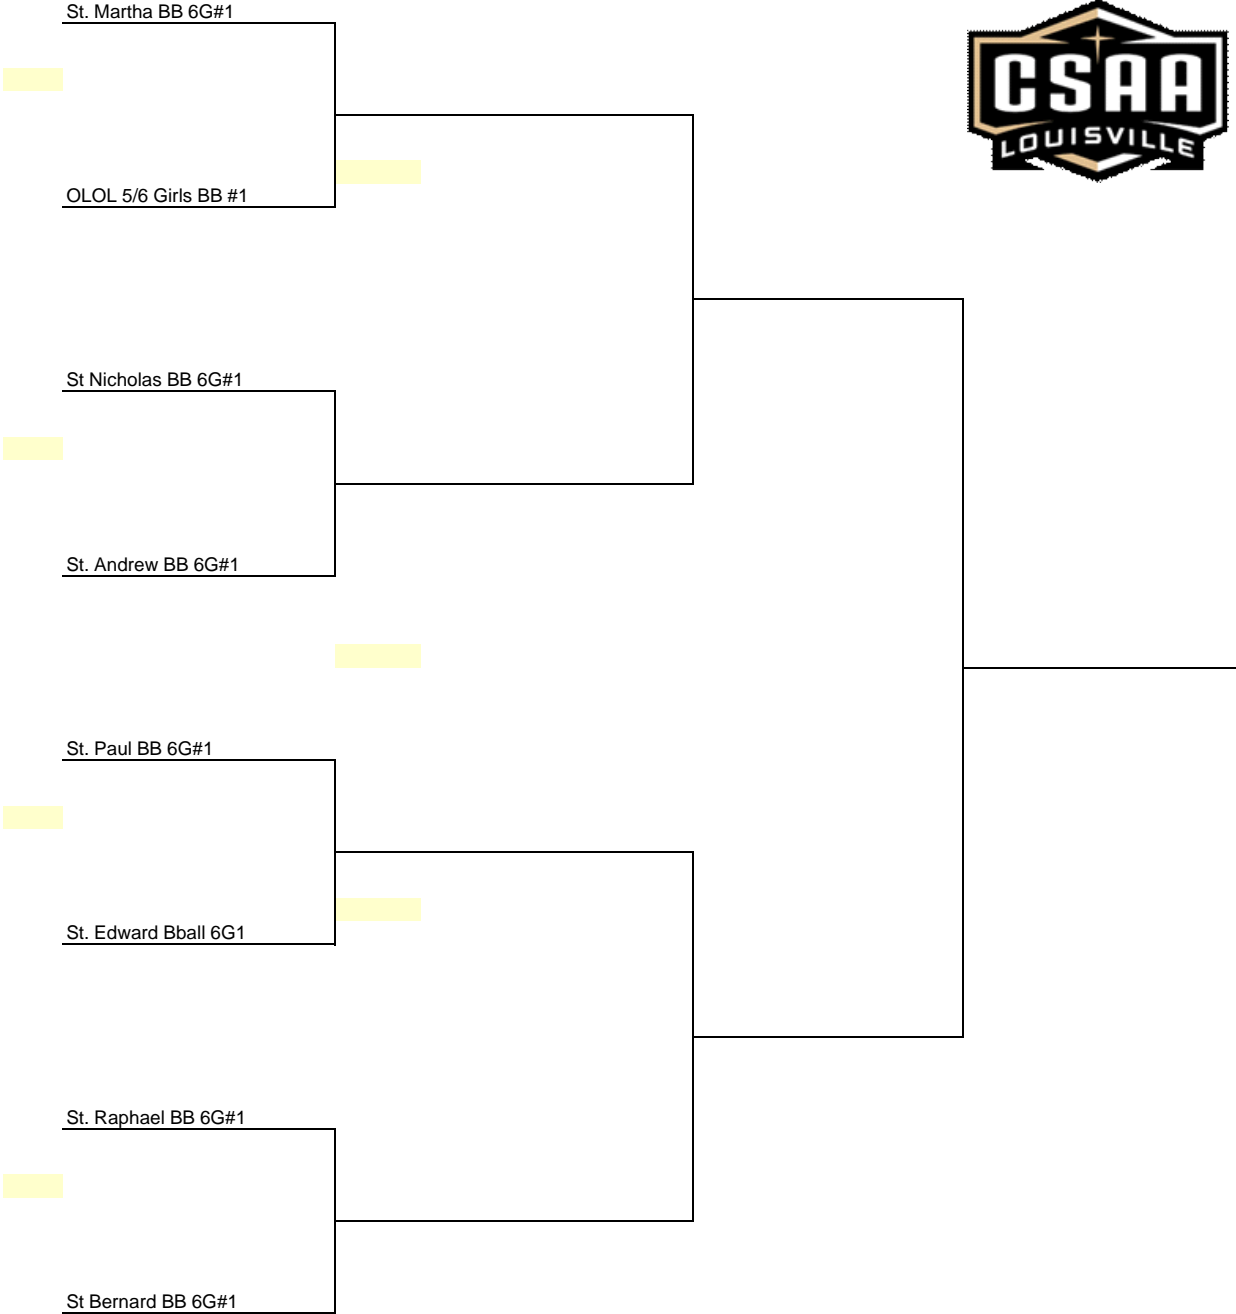 St. Martha BB 6G#1
CSAA
LOUISVILLE
OLOL 5/6 Girls BB #1
St Nicholas BB 6G#1
St. Andrew BB 6G#1
St. Paul BB 6G#1
St. Edward Bball 6G1
St. Raphael BB 6G#1
St Bernard BB 6G#1